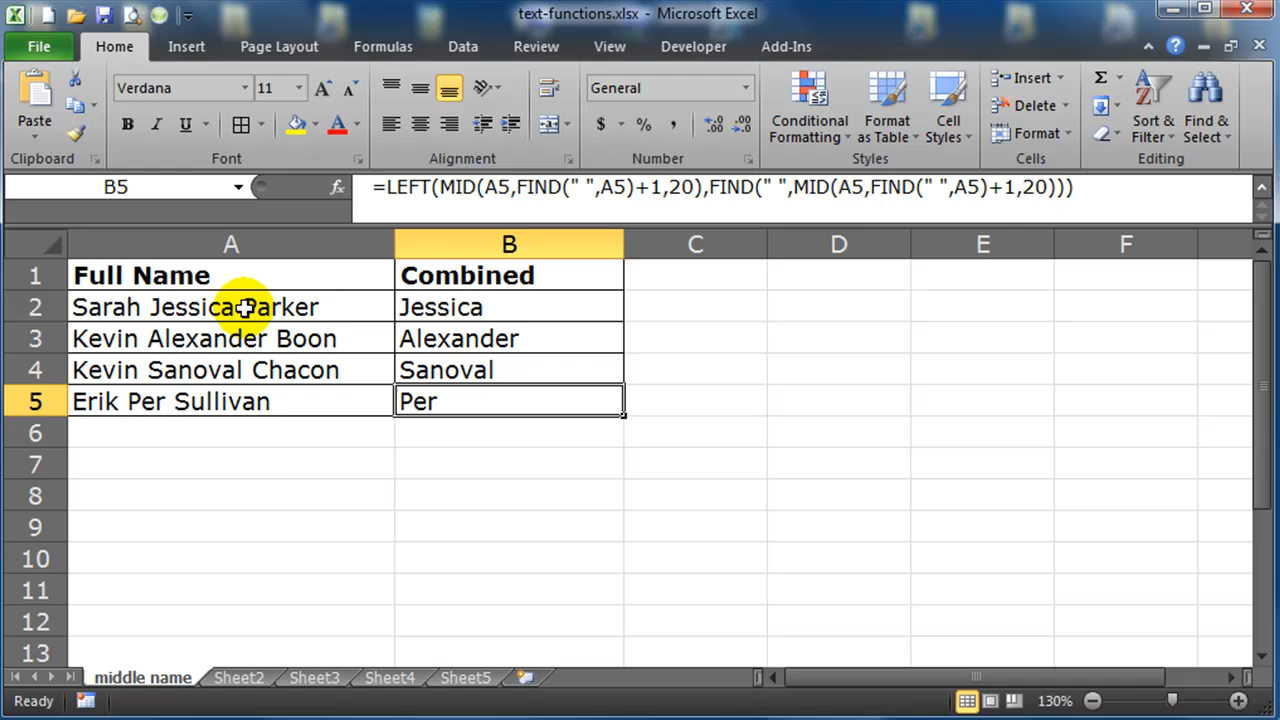 text-functions.xlsx - Microsoft Excel
File Home Insert Page Layout Formulas Data Review View Developer Add-Ins
Paste
Clipboard
Verdana 11
B I U A
Font
Alignment
General
$ % ,
Number
Conditional Formatting
Format as Table
Cell Styles
Styles
Insert
Delete
Format
Cells
Sort & Filter
Find & Select
Editing
B5 fx =LEFT(MID(A5,FIND(" ",A5)+1,20),FIND(" ",MID(A5,FIND(" ",A5)+1,20)))
A B C D E F
1 Full Name Combined
2 Sarah Jessica Parker Jessica
3 Kevin Alexander Boon Alexander
4 Kevin Sanoval Chacon Sanoval
5 Erik Per Sullivan Per
6
7
8
9
10
11
12
13
middle name Sheet2 Sheet3 Sheet4 Sheet5
Ready 130%